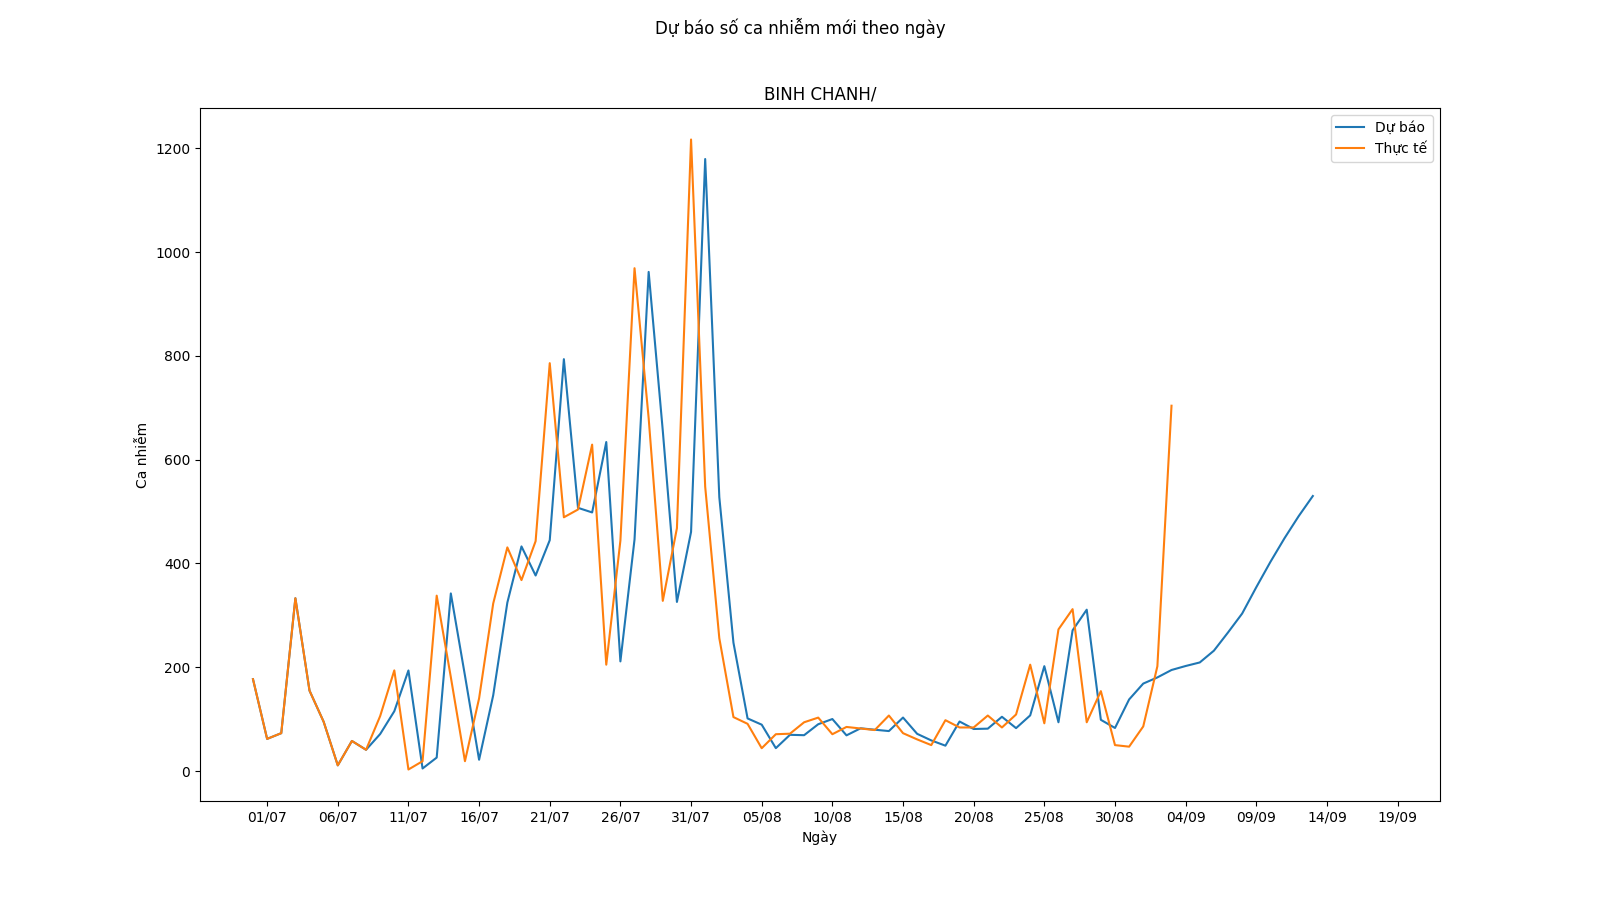 Dự báo số ca nhiễm mới theo ngày
BINH CHANH/
Dự báo
Thực tế
1200
1000
800
600
400
200
0
Ca nhiễm
01/07 06/07 11/07 16/07 21/07 26/07 31/07 05/08 10/08 15/08 20/08 25/08 30/08 04/09 09/09 14/09 19/09
Ngày